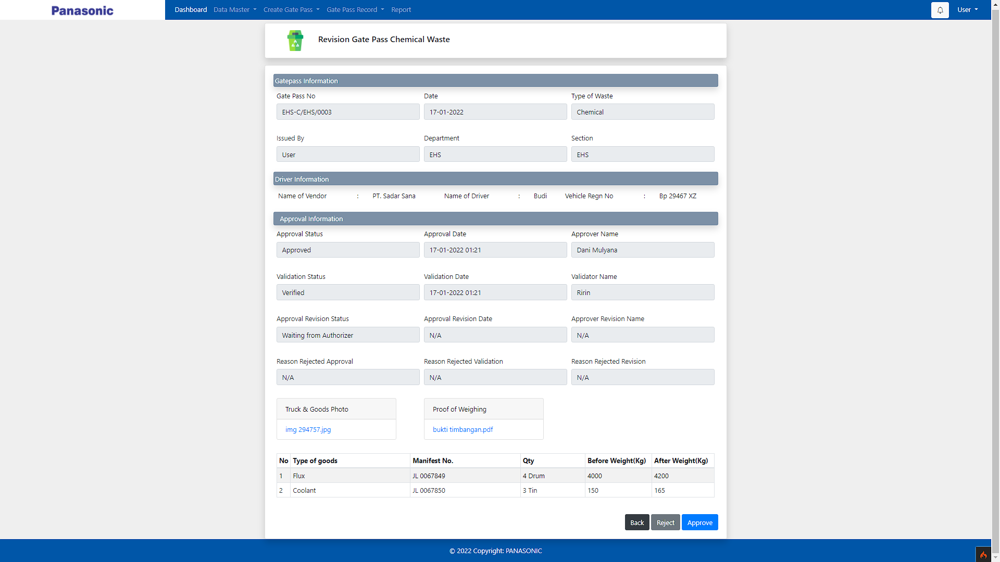 Panasonic
Dashboard Data Master Create Gate Pass Gate Pass Record Report User
Revision Gate Pass Chemical Waste
Gatepass Information
Gate Pass No Date Type of Waste
EHS-C/EHS/0003 17-01-2022 Chemical
Issued By Department Section
User EHS EHS
Driver Information
Name of Vendor : PT. Sadar Sana Name of Driver : Budi Vehicle Regn No : Bp 29467 XZ
Approval Information
Approval Status Approval Date Approver Name
Approved 17-01-2022 01:21 Dani Mulyana
Validation Status Validation Date Validator Name
Verified 17-01-2022 01:21 Ririn
Approval Revision Status Approval Revision Date Approver Revision Name
Waiting from Authorizer N/A N/A
Reason Rejected Approval Reason Rejected Validation Reason Rejected Revision
N/A N/A N/A
Truck & Goods Photo Proof of Weighing
img 294757.jpg bukti timbangan.pdf
No Type of goods Manifest No. Qty Before Weight(Kg) After Weight(Kg)
1 Flux JL 0067849 4 Drum 4000 4200
2 Coolant JL 0067850 3 Tin 150 165
Back Reject Approve
© 2022 Copyright: PANASONIC